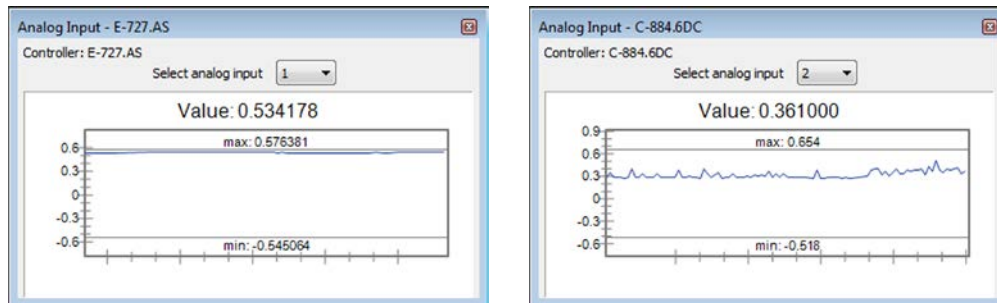 Analog Input - E-727.AS
Controller: E-727.AS
Select analog input 1
Value: 0.534178
max: 0.576381
0.6
0.3
0
-0.3
-0.6
min: -0.545064
Analog Input - C-884.6DC
Controller: C-884.6DC
Select analog input 2
Value: 0.361000
0.9
max: 0.654
0.6
0.3
0
-0.3
-0.6
min: -0.518